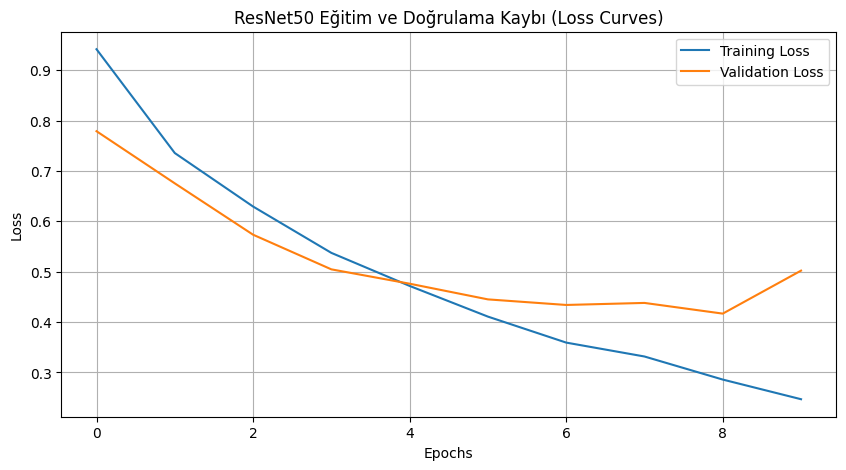 ResNet50 Eğitim ve Doğrulama Kaybı (Loss Curves)
Training Loss
Validation Loss
0.9
0.8
0.7
0.6
0.5
0.4
0.3
Loss
0 2 4 6 8
Epochs